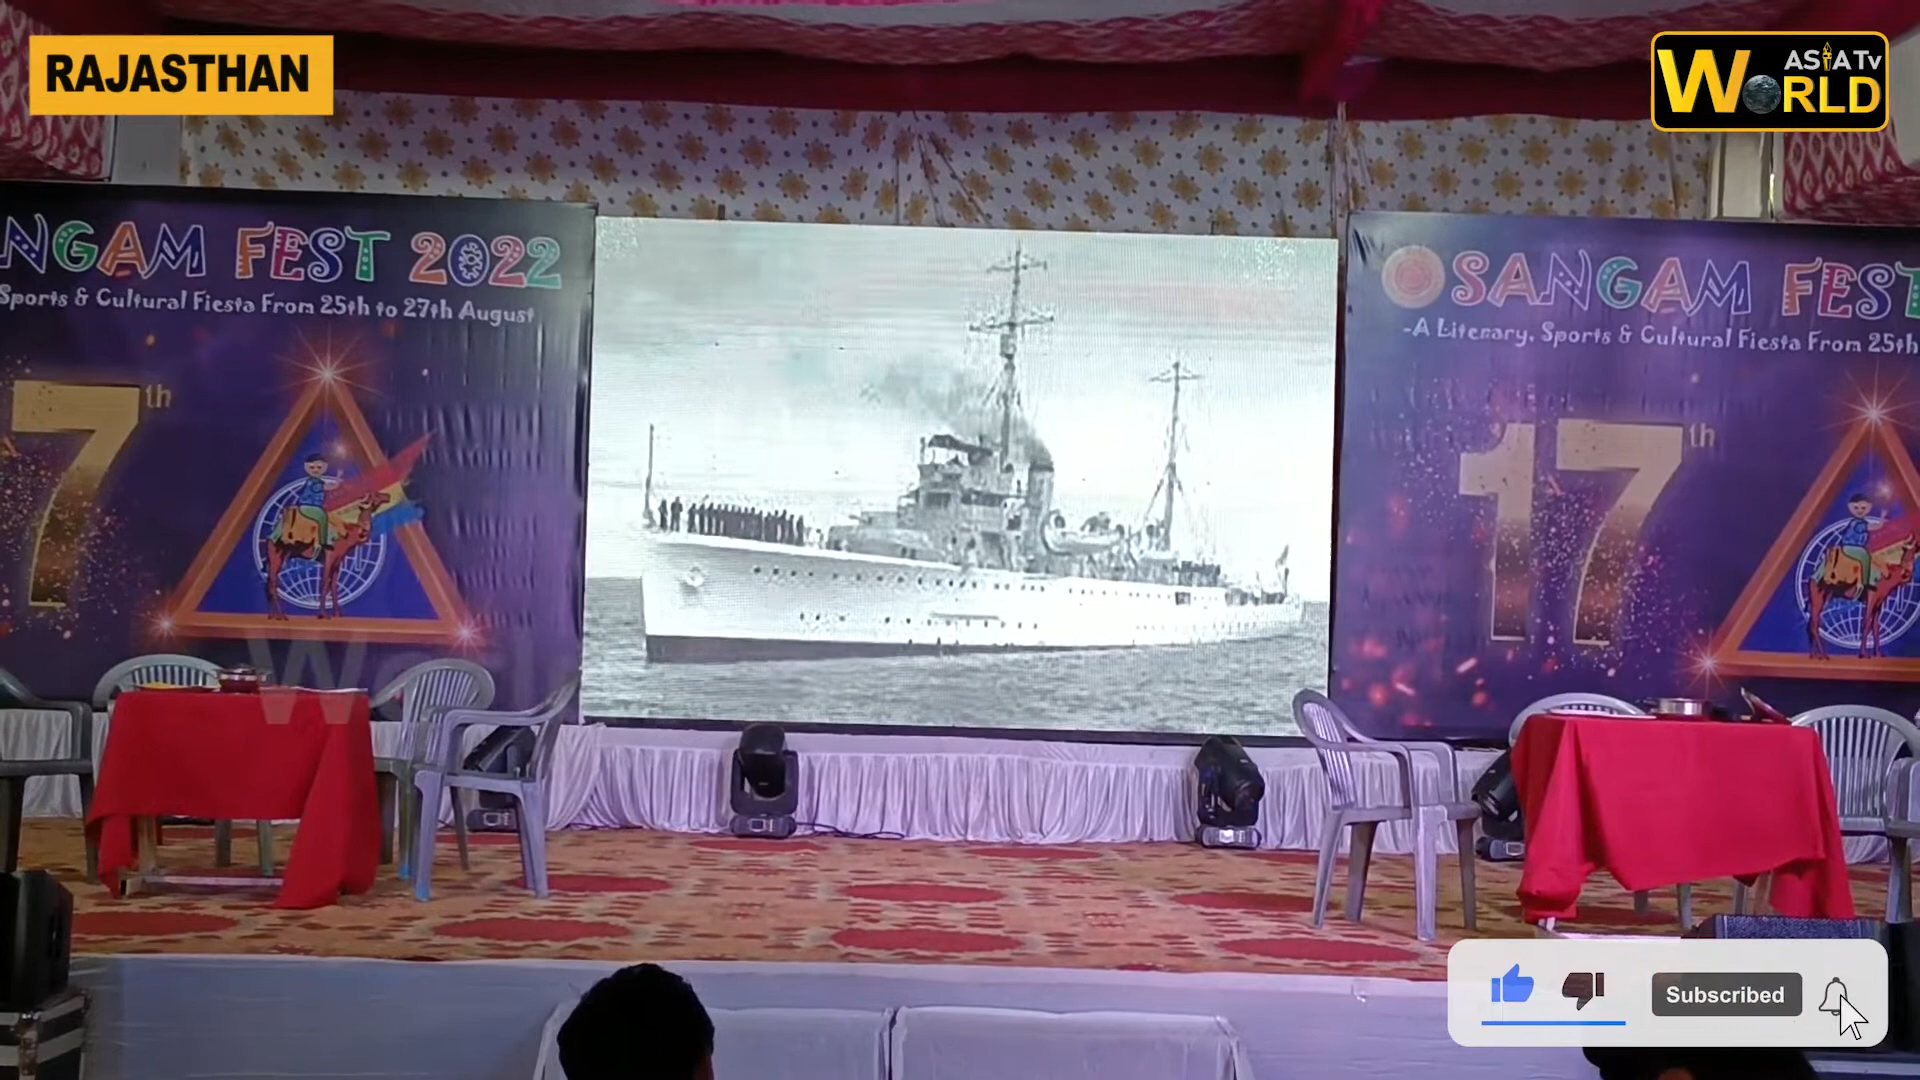 RAJASTHAN
ASIA TV
WORLD
NGAM FEST 2022
Sports & Cultural Fiesta From 25th to 27th August
7th
SANGAM FEST
-A Literary, Sports & Cultural Fiesta From 25th
17th
Worl
Subscribed